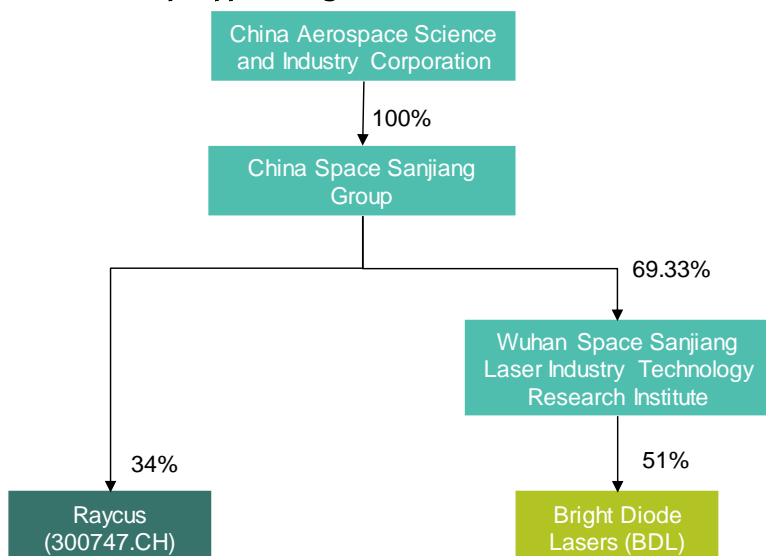 China Aerospace Science
and Industry Corporation
100%
China Space Sanjiang
Group
69.33%
Wuhan Space Sanjiang
Laser Industry Technology
Research Institute
34%
51%
Raycus
(300747.CH)
Bright Diode
Lasers (BDL)